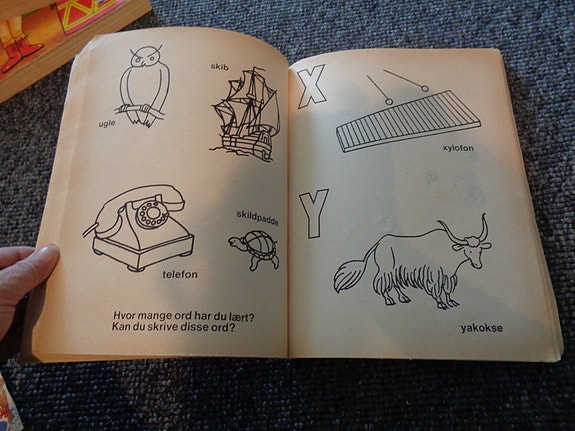 skib
ugle
skildpadde
telefon
Hvor mange ord har du lært?
Kan du skrive disse ord?
X
xylofon
Y
yakokse